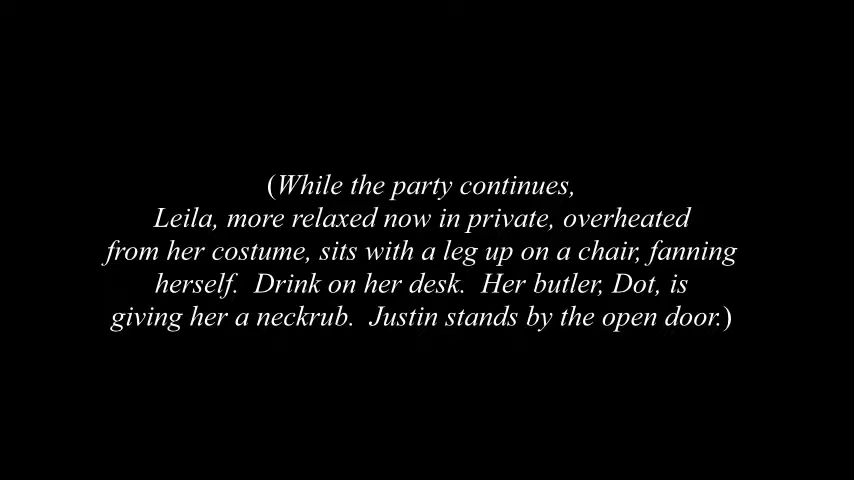 (While the party continues,
Leila, more relaxed now in private, overheated
from her costume, sits with a leg up on a chair, fanning
herself.  Drink on her desk.  Her butler, Dot, is
giving her a neckrub.  Justin stands by the open door.)